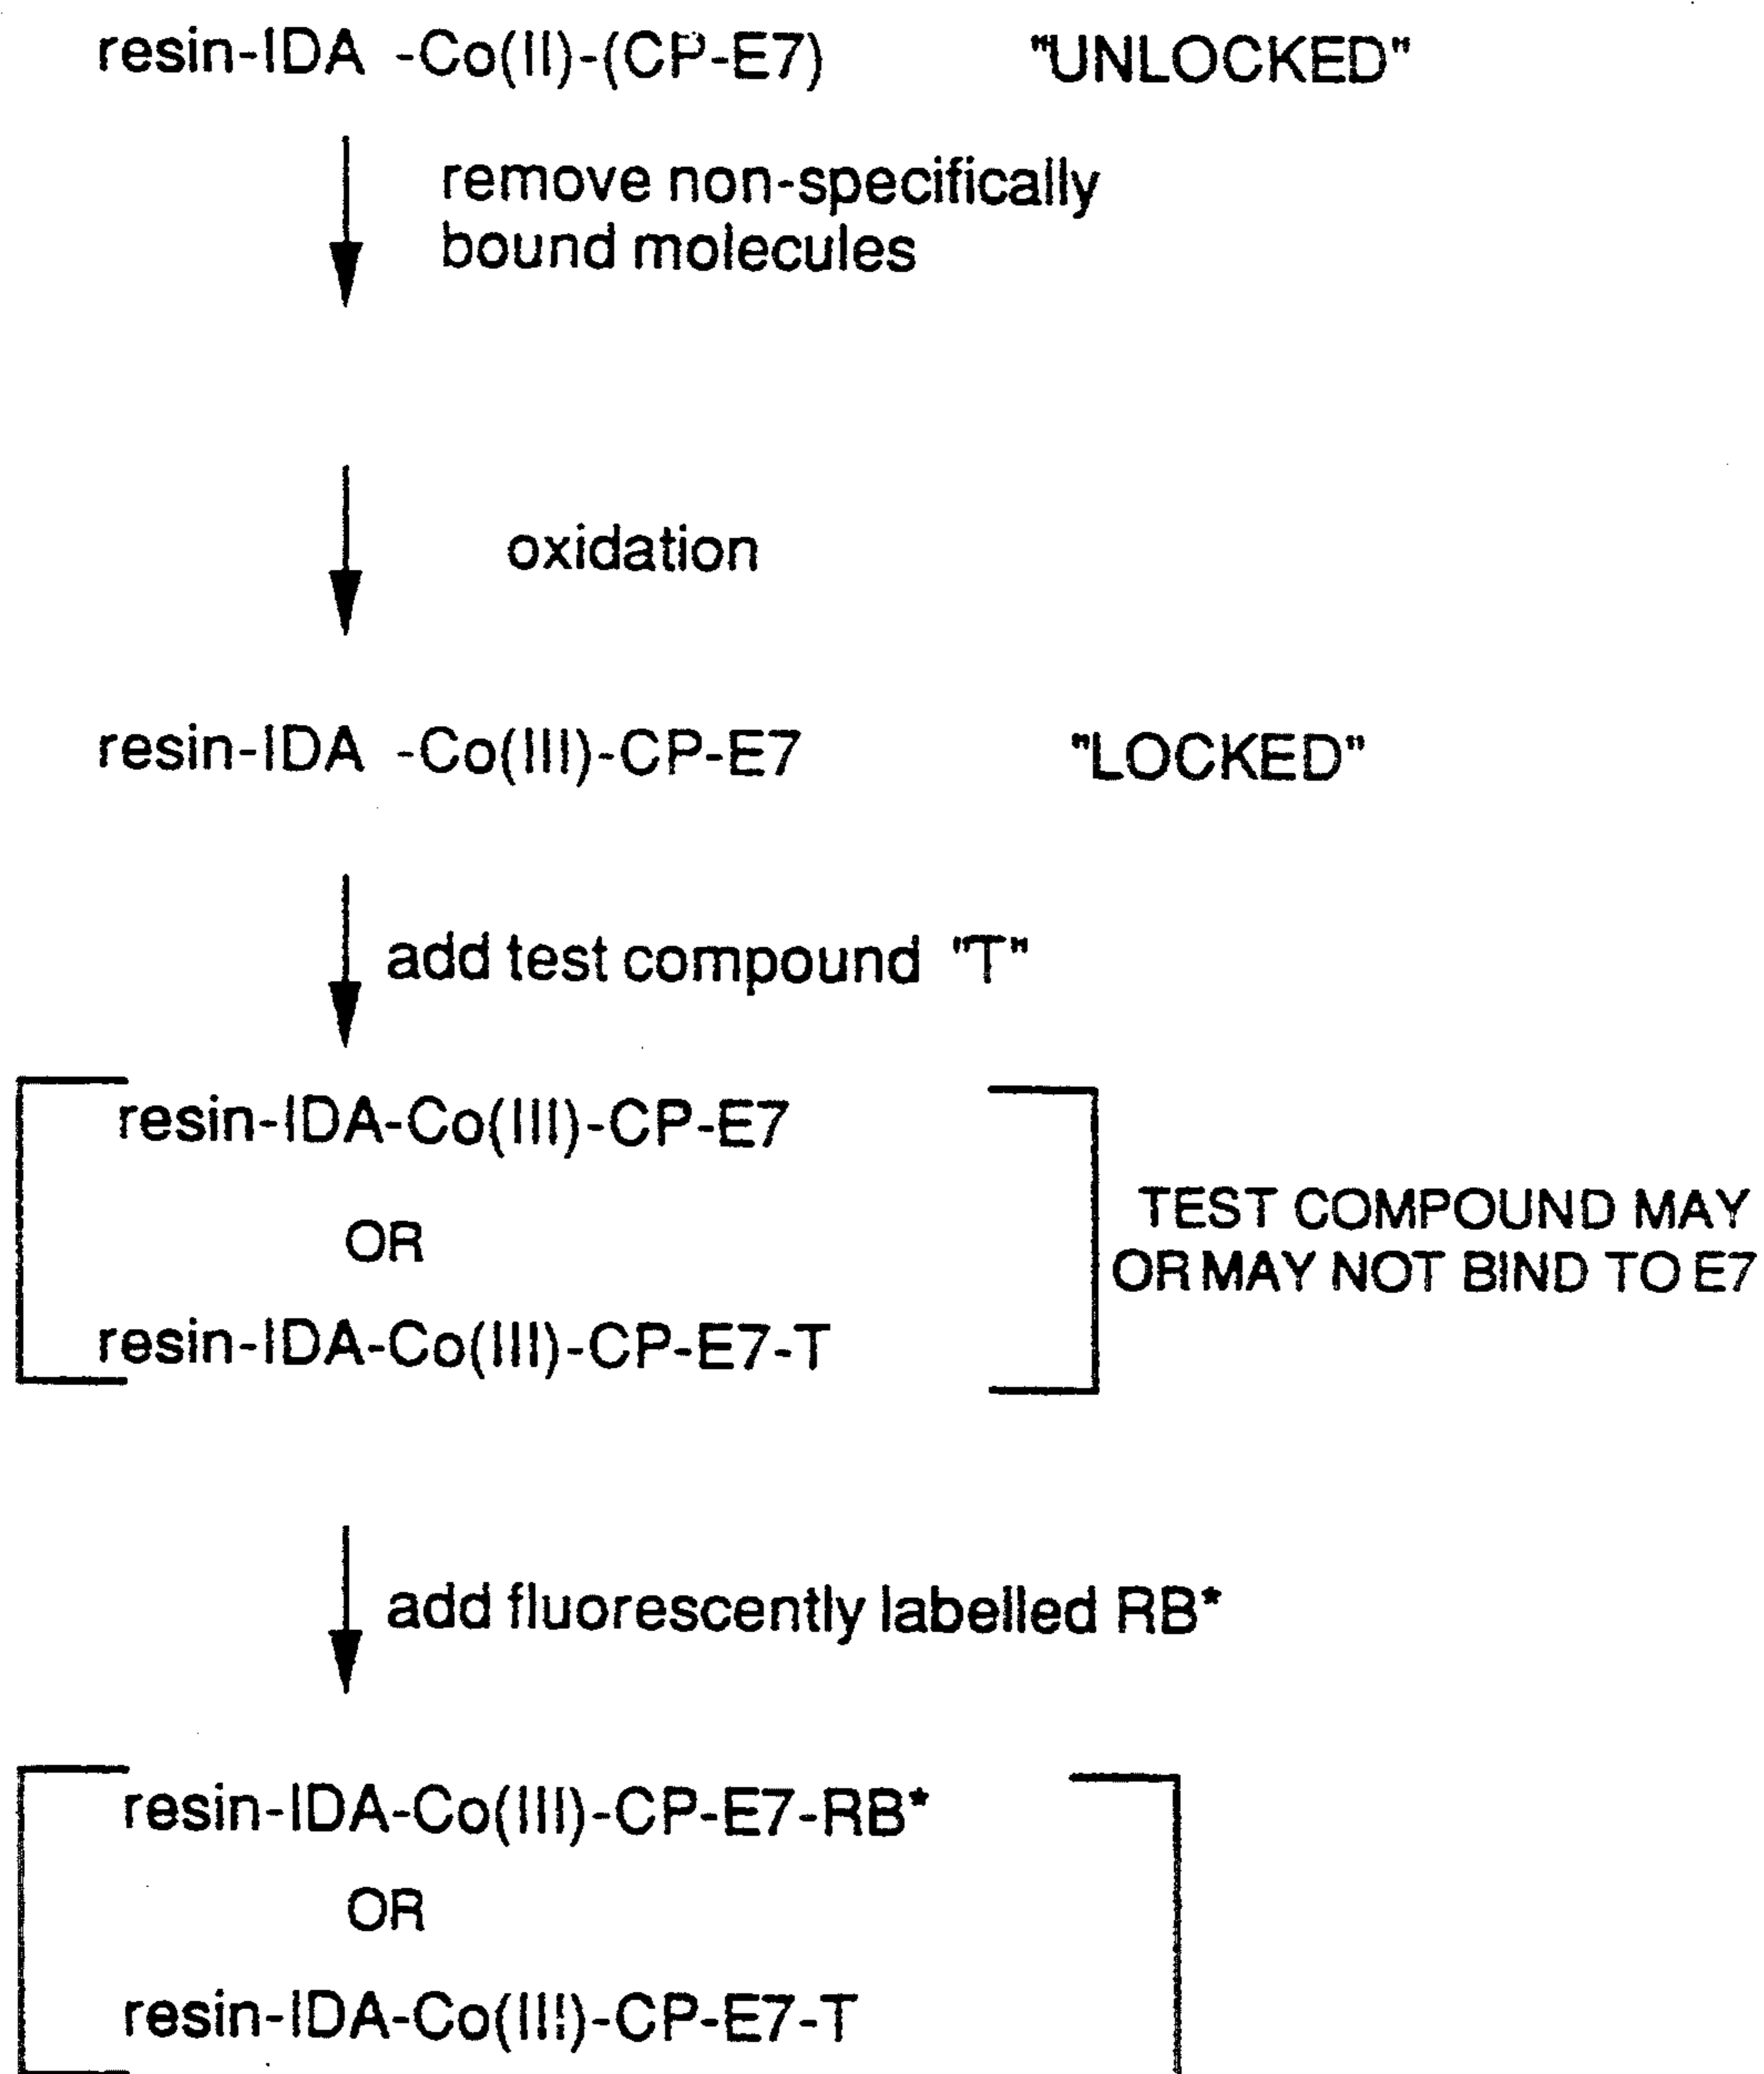 resin-IDA -Co(II)-(CP-E7) "UNLOCKED"
remove non-specifically
bound molecules
oxidation
resin-IDA -Co(III)-CP-E7 "LOCKED"
add test compound "T"
resin-IDA-Co(III)-CP-E7
OR
resin-IDA-Co(III)-CP-E7-T
TEST COMPOUND MAY
OR MAY NOT BIND TO E7
add fluorescently labelled RB*
resin-IDA-Co(III)-CP-E7-RB*
OR
resin-IDA-Co(III)-CP-E7-T